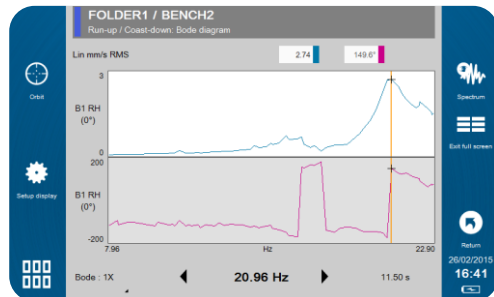 FOLDER1 / BENCH2
Run-up / Coast-down: Bode diagram
Lin mm/s RMS
2.74
149.6°
3
B1 RH
(0°)
0
200
B1 RH
(0°)
-200
7.96
Hz
22.90
Bode : 1X
20.96 Hz
11.50 s
Orbit
Setup display
Spectrum
Exit full screen
Return
26/02/2015
16:41